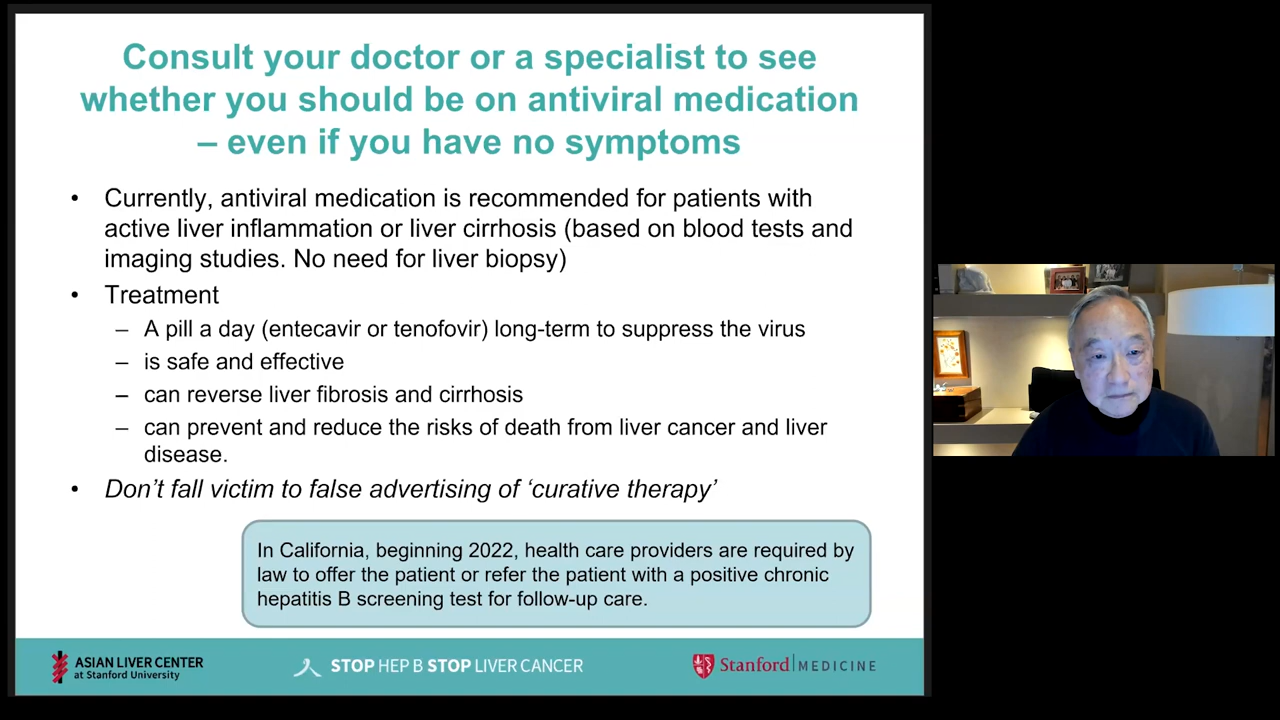 Consult your doctor or a specialist to see
whether you should be on antiviral medication
– even if you have no symptoms
• Currently, antiviral medication is recommended for patients with
active liver inflammation or liver cirrhosis (based on blood tests and
imaging studies. No need for liver biopsy)
• Treatment
– A pill a day (entecavir or tenofovir) long-term to suppress the virus
– is safe and effective
– can reverse liver fibrosis and cirrhosis
– can prevent and reduce the risks of death from liver cancer and liver
disease.
• Don’t fall victim to false advertising of ‘curative therapy’
In California, beginning 2022, health care providers are required by
law to offer the patient or refer the patient with a positive chronic
hepatitis B screening test for follow-up care.
ASIAN LIVER CENTER
at Stanford University
STOP HEP B STOP LIVER CANCER
Stanford MEDICINE